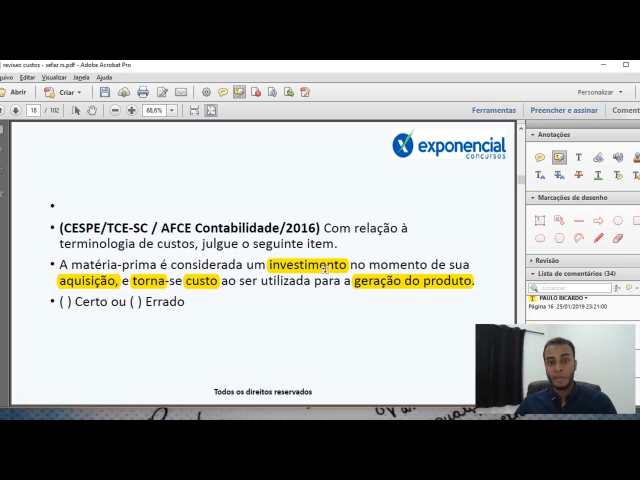 revisao custos - sefaz rs.pdf - Adobe Acrobat Pro
quivo Editar Visualizar Janela Ajuda
Abrir Criar Personalizar
18 / 102 68,6% Ferramentas Preencher e assinar Comentário
exponencial
concursos
(CESPE/TCE-SC / AFCE Contabilidade/2016) Com relação à
terminologia de custos, julgue o seguinte item.
A matéria-prima é considerada um investimento no momento de sua
aquisição, e torna-se custo ao ser utilizada para a geração do produto.
( ) Certo ou ( ) Errado
Todos os direitos reservados
Anotações
Marcações de desenho
Revisão
Lista de comentários (34)
Localizar
PAULO RICARDO
Página 16 25/01/2019 23:21:00